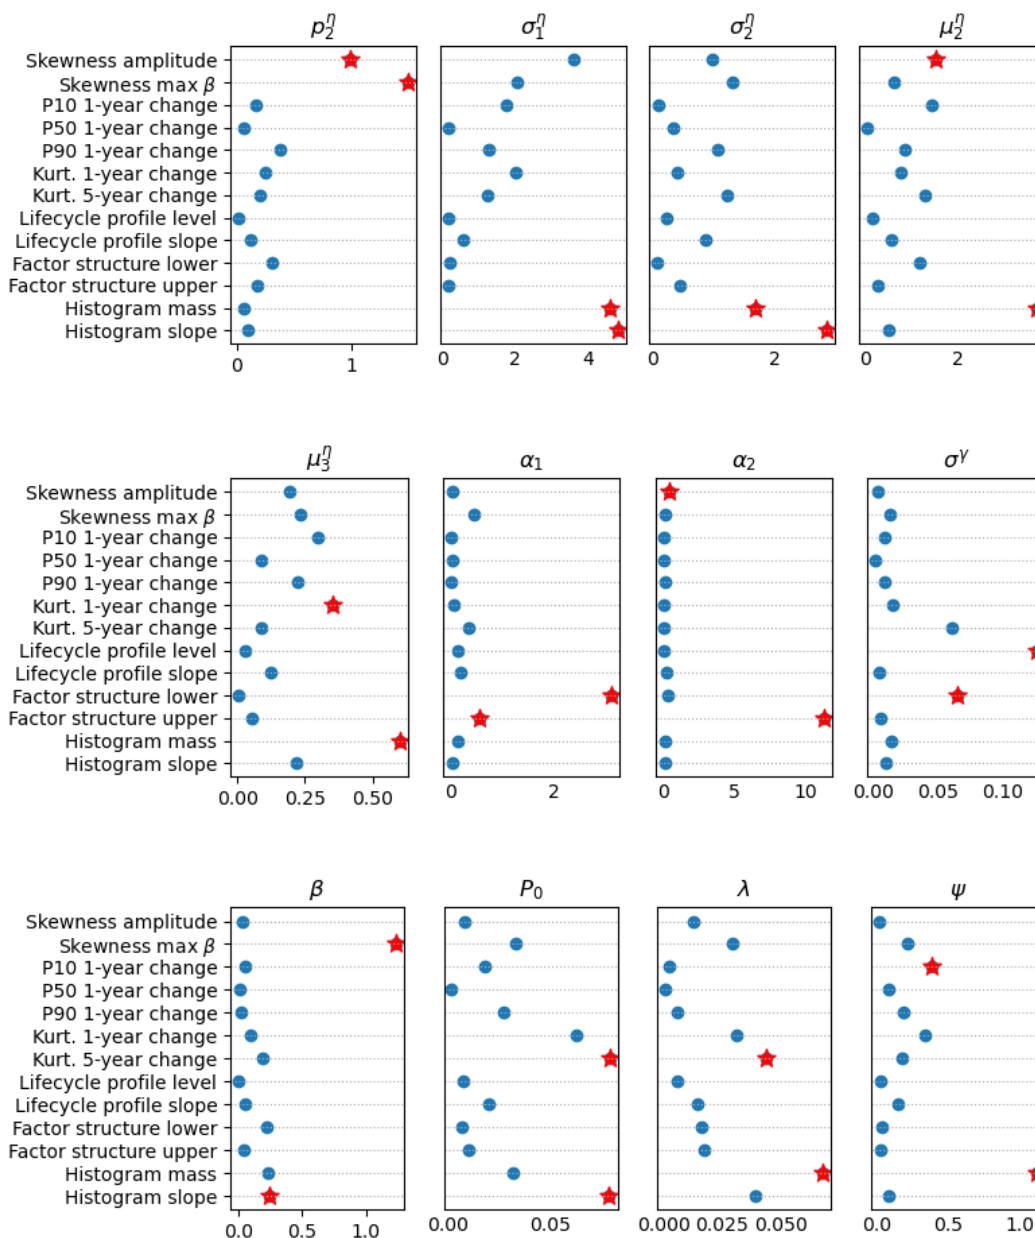 p₂^η σ₁^η σ₂^η μ₂^η
Skewness amplitude
Skewness max β
P10 1-year change
P50 1-year change
P90 1-year change
Kurt. 1-year change
Kurt. 5-year change
Lifecycle profile level
Lifecycle profile slope
Factor structure lower
Factor structure upper
Histogram mass
Histogram slope
0 1 0 2 4 0 2 0 2
μ₃^η α₁ α₂ σ^γ
Skewness amplitude
Skewness max β
P10 1-year change
P50 1-year change
P90 1-year change
Kurt. 1-year change
Kurt. 5-year change
Lifecycle profile level
Lifecycle profile slope
Factor structure lower
Factor structure upper
Histogram mass
Histogram slope
0.00 0.25 0.50 0 2 0 5 10 0.00 0.05 0.10
β P₀ λ ψ
Skewness amplitude
Skewness max β
P10 1-year change
P50 1-year change
P90 1-year change
Kurt. 1-year change
Kurt. 5-year change
Lifecycle profile level
Lifecycle profile slope
Factor structure lower
Factor structure upper
Histogram mass
Histogram slope
0.0 1.0 0.00 0.05 0.000 0.025 0.050 0.0 1.0